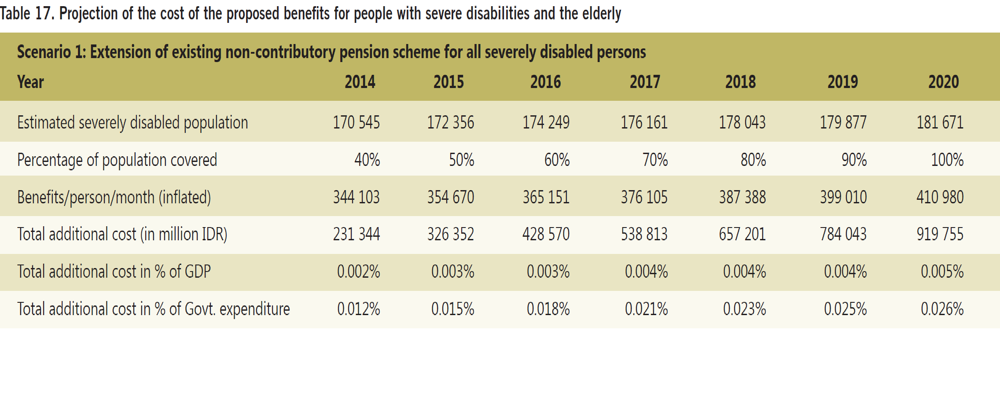 Table 17. Projection of the cost of the proposed benefits for people with severe disabilities and the elderly
Scenario 1: Extension of existing non-contributory pension scheme for all severely disabled persons
Year 2014 2015 2016 2017 2018 2019 2020
Estimated severely disabled population 170 545 172 356 174 249 176 161 178 043 179 877 181 671
Percentage of population covered 40% 50% 60% 70% 80% 90% 100%
Benefits/person/month (inflated) 344 103 354 670 365 151 376 105 387 388 399 010 410 980
Total additional cost (in million IDR) 231 344 326 352 428 570 538 813 657 201 784 043 919 755
Total additional cost in % of GDP 0.002% 0.003% 0.003% 0.004% 0.004% 0.004% 0.005%
Total additional cost in % of Govt. expenditure 0.012% 0.015% 0.018% 0.021% 0.023% 0.025% 0.026%